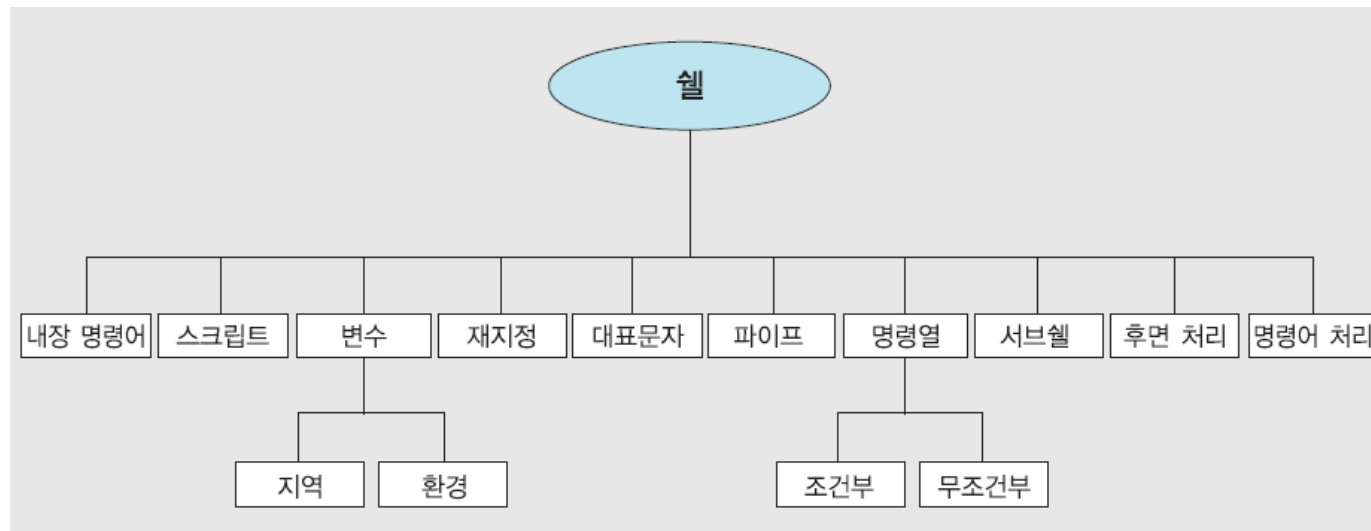 쉘
내장 명령어
스크립트
변수
재지정
대표문자
파이프
명령열
서브쉘
후면 처리
명령어 처리
지역
환경
조건부
무조건부